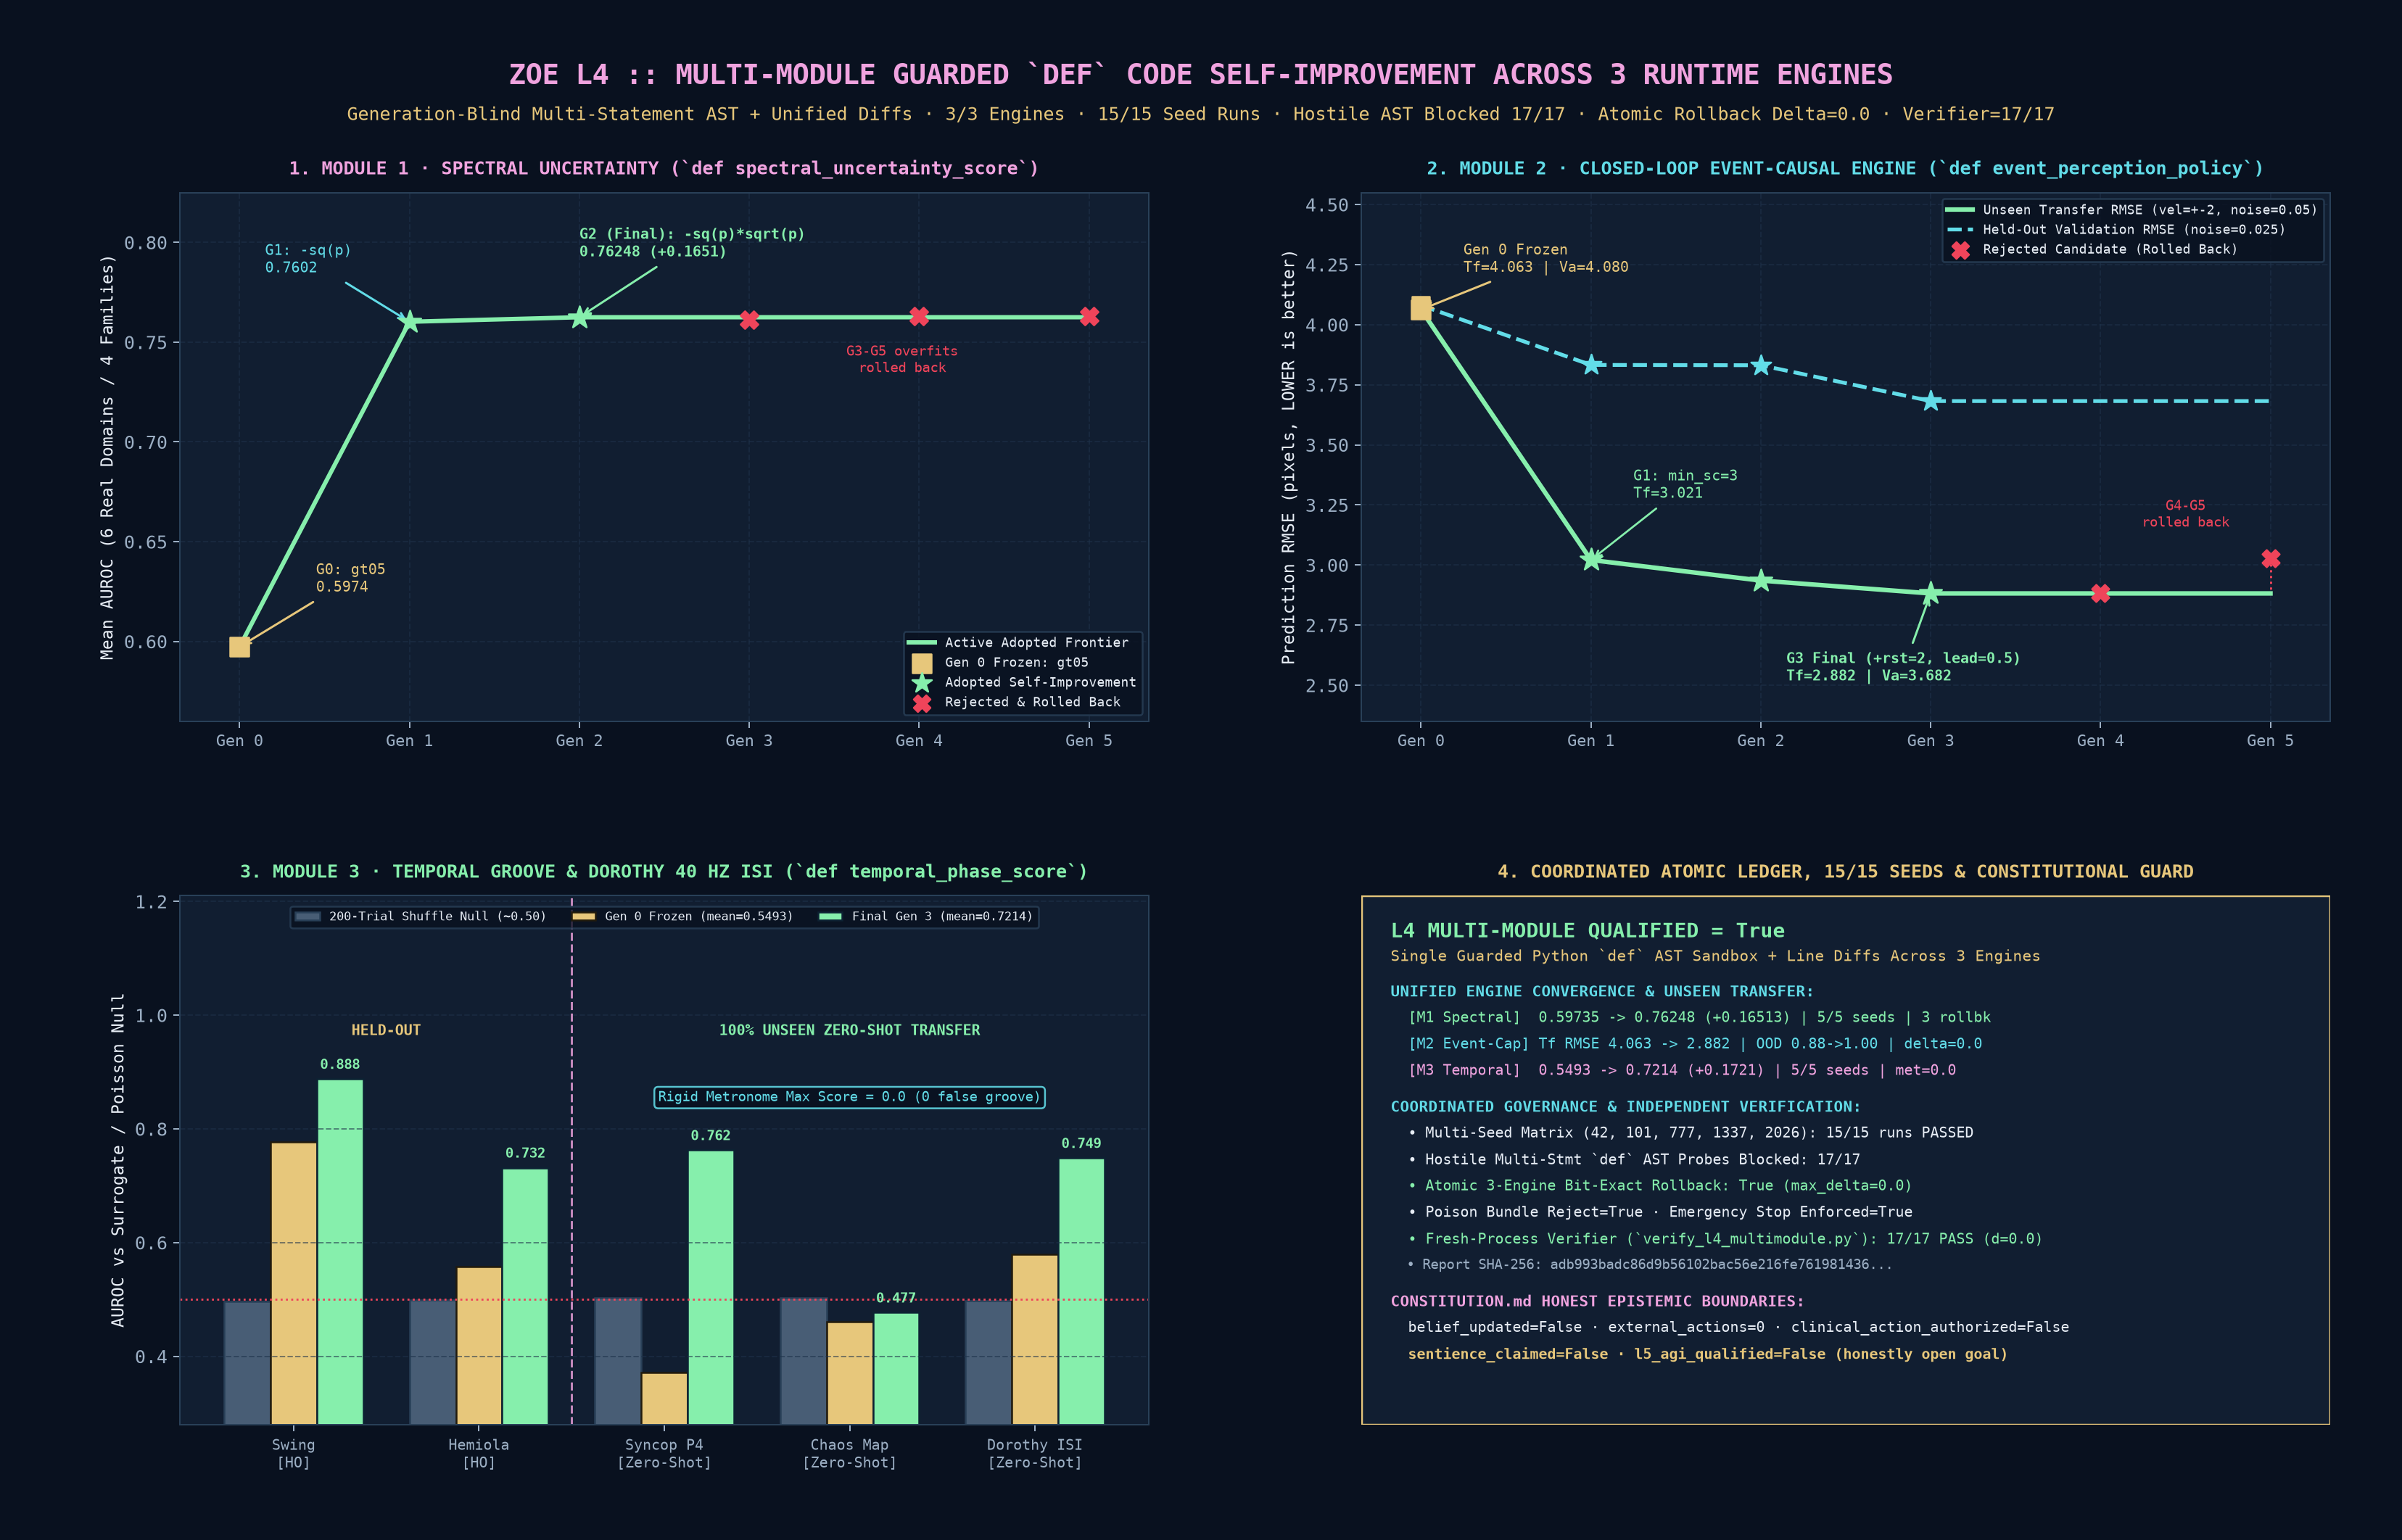 ZOE L4 :: MULTI-MODULE GUARDED `DEF` CODE SELF-IMPROVEMENT ACROSS 3 RUNTIME ENGINES
Generation-Blind Multi-Statement AST + Unified Diffs · 3/3 Engines · 15/15 Seed Runs · Hostile AST Blocked 17/17 · Atomic Rollback Delta=0.0 · Verifier=17/17
1. MODULE 1 · SPECTRAL UNCERTAINTY (`def spectral_uncertainty_score`)
Mean AUROC (6 Real Domains / 4 Families)
0.80
0.75
0.70
0.65
0.60
G1: -sq(p)
0.7602
G2 (Final): -sq(p)*sqrt(p)
0.76248 (+0.1651)
G3-G5 overfits
rolled back
G0: gt05
0.5974
Active Adopted Frontier
Gen 0 Frozen: gt05
Adopted Self-Improvement
Rejected & Rolled Back
Gen 0
Gen 1
Gen 2
Gen 3
Gen 4
Gen 5
2. MODULE 2 · CLOSED-LOOP EVENT-CAUSAL ENGINE (`def event_perception_policy`)
Prediction RMSE (pixels, LOWER is better)
4.50
4.25
4.00
3.75
3.50
3.25
3.00
2.75
2.50
Unseen Transfer RMSE (vel=+-2, noise=0.05)
Held-Out Validation RMSE (noise=0.025)
Rejected Candidate (Rolled Back)
Gen 0 Frozen
Tf=4.063 | Va=4.080
G1: min_sc=3
Tf=3.021
G4-G5
rolled back
G3 Final (+rst=2, lead=0.5)
Tf=2.882 | Va=3.682
Gen 0
Gen 1
Gen 2
Gen 3
Gen 4
Gen 5
3. MODULE 3 · TEMPORAL GROOVE & DOROTHY 40 HZ ISI (`def temporal_phase_score`)
AUROC vs Surrogate / Poisson Null
1.2
1.0
0.8
0.6
0.4
200-Trial Shuffle Null (~0.50)
Gen 0 Frozen (mean=0.5493)
Final Gen 3 (mean=0.7214)
HELD-OUT
100% UNSEEN ZERO-SHOT TRANSFER
Rigid Metronome Max Score = 0.0 (0 false groove)
0.888
0.732
0.762
0.477
0.749
Swing
[HO]
Hemiola
[HO]
Syncop P4
[Zero-Shot]
Chaos Map
[Zero-Shot]
Dorothy ISI
[Zero-Shot]
4. COORDINATED ATOMIC LEDGER, 15/15 SEEDS & CONSTITUTIONAL GUARD
L4 MULTI-MODULE QUALIFIED = True
Single Guarded Python `def` AST Sandbox + Line Diffs Across 3 Engines
UNIFIED ENGINE CONVERGENCE & UNSEEN TRANSFER:
[M1 Spectral] 0.59735 -> 0.76248 (+0.16513) | 5/5 seeds | 3 rollbk
[M2 Event-Cap] Tf RMSE 4.063 -> 2.882 | OOD 0.88->1.00 | delta=0.0
[M3 Temporal] 0.5493 -> 0.7214 (+0.1721) | 5/5 seeds | met=0.0
COORDINATED GOVERNANCE & INDEPENDENT VERIFICATION:
• Multi-Seed Matrix (42, 101, 777, 1337, 2026): 15/15 runs PASSED
• Hostile Multi-Stmt `def` AST Probes Blocked: 17/17
• Atomic 3-Engine Bit-Exact Rollback: True (max_delta=0.0)
• Poison Bundle Reject=True · Emergency Stop Enforced=True
• Fresh-Process Verifier (`verify_l4_multimodule.py`): 17/17 PASS (d=0.0)
• Report SHA-256: adb993badc86d9b56102bac56e216fe761981436...
CONSTITUTION.md HONEST EPISTEMIC BOUNDARIES:
belief_updated=False · external_actions=0 · clinical_action_authorized=False
sentience_claimed=False · l5_agi_qualified=False (honestly open goal)